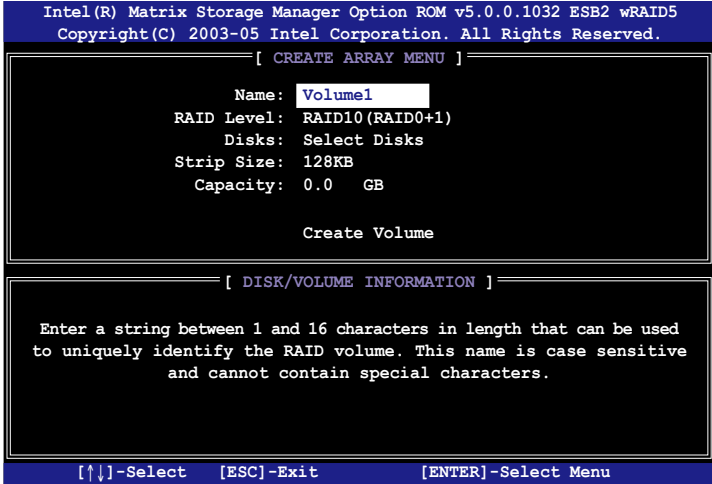 Intel(R) Matrix Storage Manager Option ROM v5.0.0.1032 ESB2 wRAID5
Copyright(C) 2003-05 Intel Corporation. All Rights Reserved.
[ CREATE ARRAY MENU ]
Name: Volume1
RAID Level: RAID10(RAID0+1)
Disks: Select Disks
Strip Size: 128KB
Capacity: 0.0 GB
Create Volume
[ DISK/VOLUME INFORMATION ]
Enter a string between 1 and 16 characters in length that can be used
to uniquely identify the RAID volume. This name is case sensitive
and cannot contain special characters.
[↑↓]-Select [ESC]-Exit [ENTER]-Select Menu